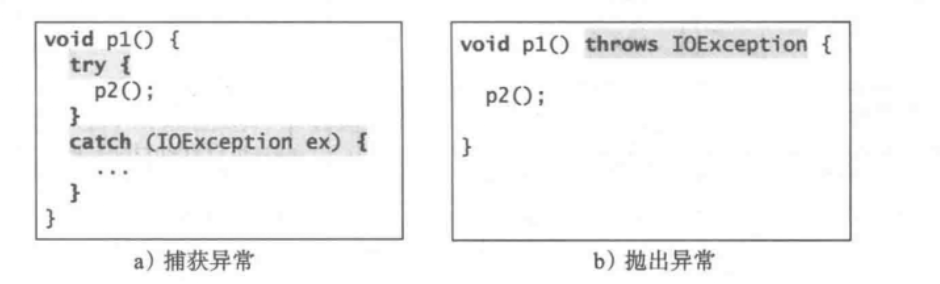 void p1() {
  try {
    p2();
  }
  catch (IOException ex) {
    ...
  }
}
a) 捕获异常
void p1() throws IOException {
  p2();
}
b) 抛出异常